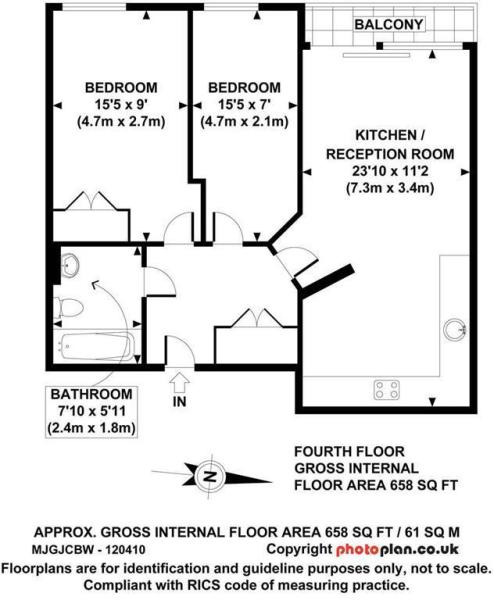 BALCONY
BEDROOM
15'5 x 9'
(4.7m x 2.7m)
BEDROOM
15'5 x 7'
(4.7m x 2.1m)
KITCHEN /
RECEPTION ROOM
23'10 x 11'2
(7.3m x 3.4m)
BATHROOM
7'10 x 5'11
(2.4m x 1.8m)
IN
N
FOURTH FLOOR
GROSS INTERNAL
FLOOR AREA 658 SQ FT
APPROX. GROSS INTERNAL FLOOR AREA 658 SQ FT / 61 SQ M
MJGJCBW - 120410 Copyright photoplan.co.uk
Floorplans are for identification and guideline purposes only, not to scale.
Compliant with RICS code of measuring practice.